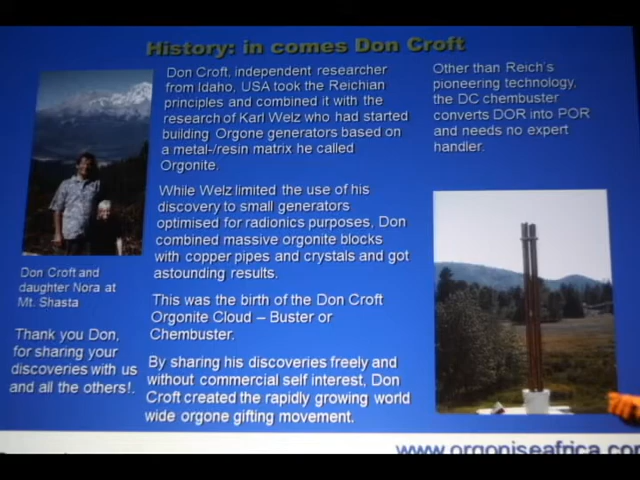 History: in comes Don Croft
Don Croft, independent researcher
from Idaho, USA took the Reichian
principles and combined it with the
research of Karl Welz who had started
building Orgone generators based on
a metal-/resin matrix he called
Orgonite.
While Welz limited the use of his
discovery to small generators
optimised for radionics purposes, Don
combined massive orgonite blocks
with copper pipes and crystals and got
astounding results.
This was the birth of the Don Croft
Orgonite Cloud – Buster or
Chembuster.
By sharing his discoveries freely and
without commercial self interest, Don
Croft created the rapidly growing world
wide orgone gifting movement.
Other than Reich's
pioneering technology,
the DC chembuster
converts DOR into POR
and needs no expert
handler.
Don Croft and
daughter Nora at
Mt. Shasta
Thank you Don,
for sharing your
discoveries with us
and all the others!.
www.orgoniseafrica.com